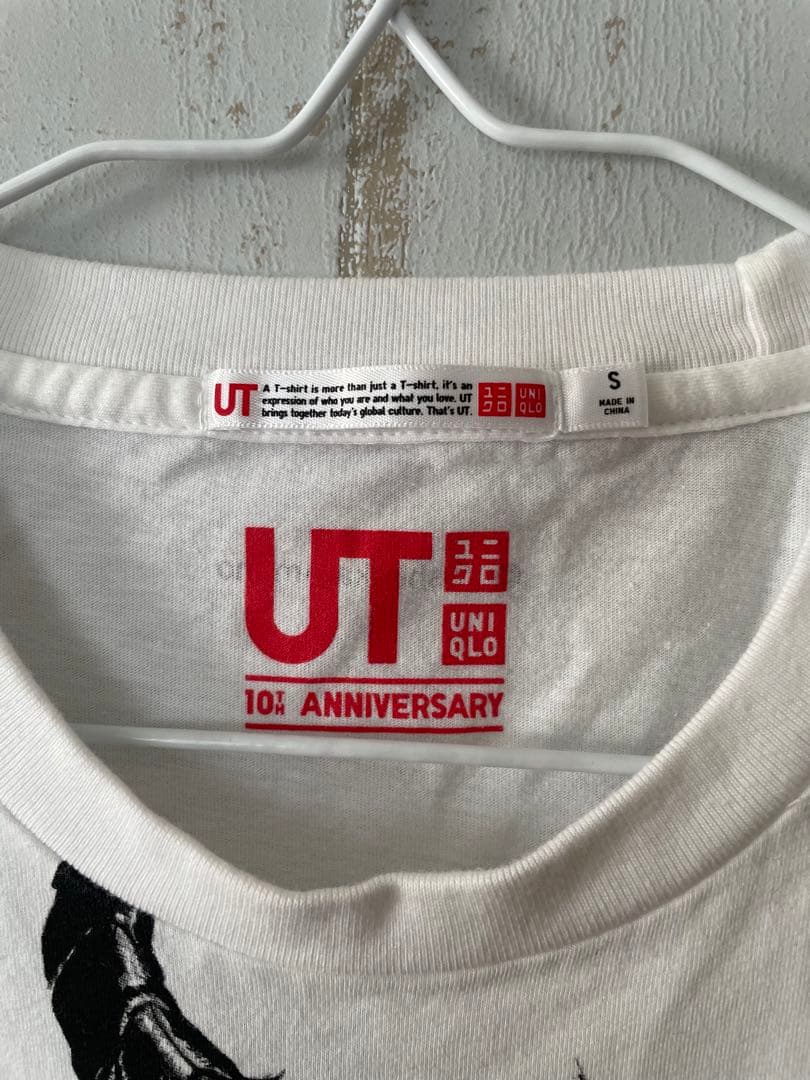 UT
A T-shirt is more than just a T-shirt, it's an
expression of who you are and what you love. UT
brings together today's global culture. That's UT.
ユニ
クロ
UNI
QLO
S
MADE IN
CHINA
UT
ユニ
クロ
UNI
QLO
10TH ANNIVERSARY